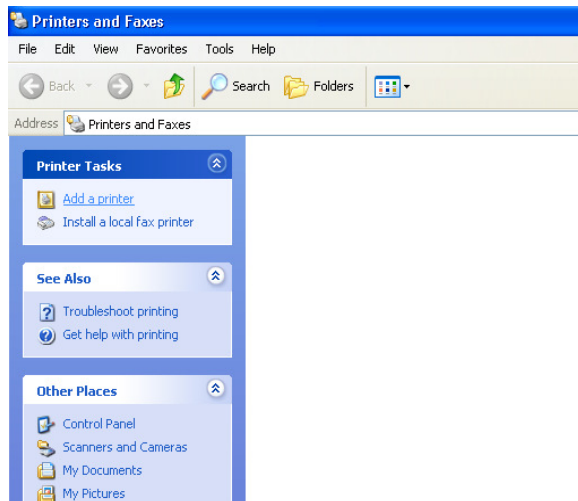 Printers and Faxes
File Edit View Favorites Tools Help
Back Search Folders
Address Printers and Faxes
Printer Tasks
Add a printer
Install a local fax printer
See Also
Troubleshoot printing
Get help with printing
Other Places
Control Panel
Scanners and Cameras
My Documents
My Pictures